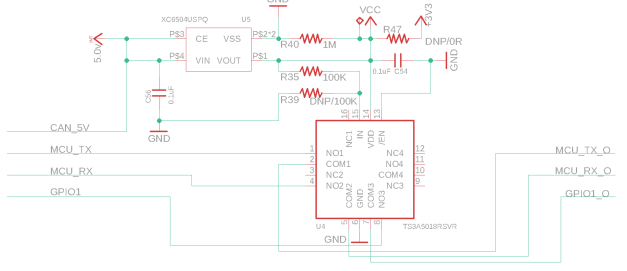 GND
VCC
+3V3
XC6504USPQ
U5
R47
5.0V
P$3
CE
VSS
P$2*2
R40
1M
DNP/0R
P$4
VIN
VOUT
P$1
0.1uF
C54
GND
R35
100K
0.1uF
R39
DNP/100K
GND
16
15
14
13
CAN_5V
NC1
IN
VDD
/EN
MCU_TX
1
NO1
NC4
12
MCU_TX_O
2
COM1
NO4
11
MCU_RX
3
NC2
COM4
10
MCU_RX_O
4
NO2
NC3
9
GPIO1
COM2
GND
COM3
NO3
GPIO1_O
5
6
7
8
U4
TS3A5018RSVR
GND